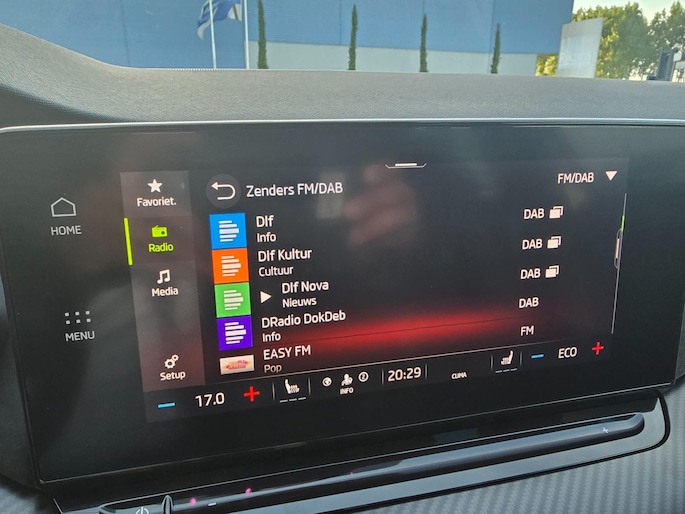 Zenders FM/DAB
FM/DAB
HOME
MENU
Favoriet.
Radio
Media
Setup
Dlf
Info
DAB
Dlf Kultur
Cultuur
DAB
Dlf Nova
Nieuws
DAB
DRadio DokDeb
Info
DAB
EASY FM
Pop
FM
17.0
INFO
20:29
CLIMA
ECO